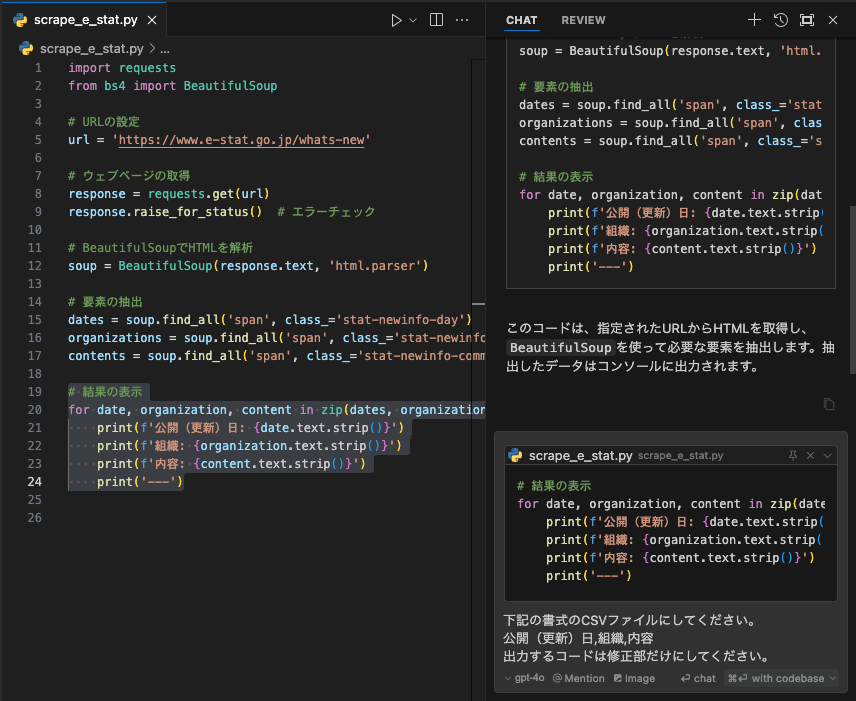 scrape_e_stat.py
scrape_e_stat.py > ...
1 import requests
2 from bs4 import BeautifulSoup
3
4 # URLの設定
5 url = 'https://www.e-stat.go.jp/whats-new'
6
7 # ウェブページの取得
8 response = requests.get(url)
9 response.raise_for_status()  # エラーチェック
10
11 # BeautifulSoupでHTMLを解析
12 soup = BeautifulSoup(response.text, 'html.parser')
13
14 # 要素の抽出
15 dates = soup.find_all('span', class_='stat-newinfo-day')
16 organizations = soup.find_all('span', class_='stat-newinfo
17 contents = soup.find_all('span', class_='stat-newinfo-comm
18
19 # 結果の表示
20 for date, organization, content in zip(dates, organization
21     print(f'公開（更新）日: {date.text.strip()}')
22     print(f'組織: {organization.text.strip()}')
23     print(f'内容: {content.text.strip()}')
24     print('---')
25
26
CHAT REVIEW
soup = BeautifulSoup(response.text, 'html.
# 要素の抽出
dates = soup.find_all('span', class_='stat
organizations = soup.find_all('span', clas
contents = soup.find_all('span', class_='s
# 結果の表示
for date, organization, content in zip(dat
    print(f'公開（更新）日: {date.text.strip(
    print(f'組織: {organization.text.strip(
    print(f'内容: {content.text.strip()}')
    print('---')
このコードは、指定されたURLからHTMLを取得し、
BeautifulSoup を使って必要な要素を抽出します。抽
出したデータはコンソールに出力されます。
scrape_e_stat.py scrape_e_stat.py
# 結果の表示
for date, organization, content in zip(date
    print(f'公開（更新）日: {date.text.strip(
    print(f'組織: {organization.text.strip(
    print(f'内容: {content.text.strip()}')
    print('---')
下記の書式のCSVファイルにしてください。
公開（更新）日,組織,内容
出力するコードは修正部だけにしてください。
gpt-4o @ Mention Image ⏎ chat ⌘⏎ with codebase